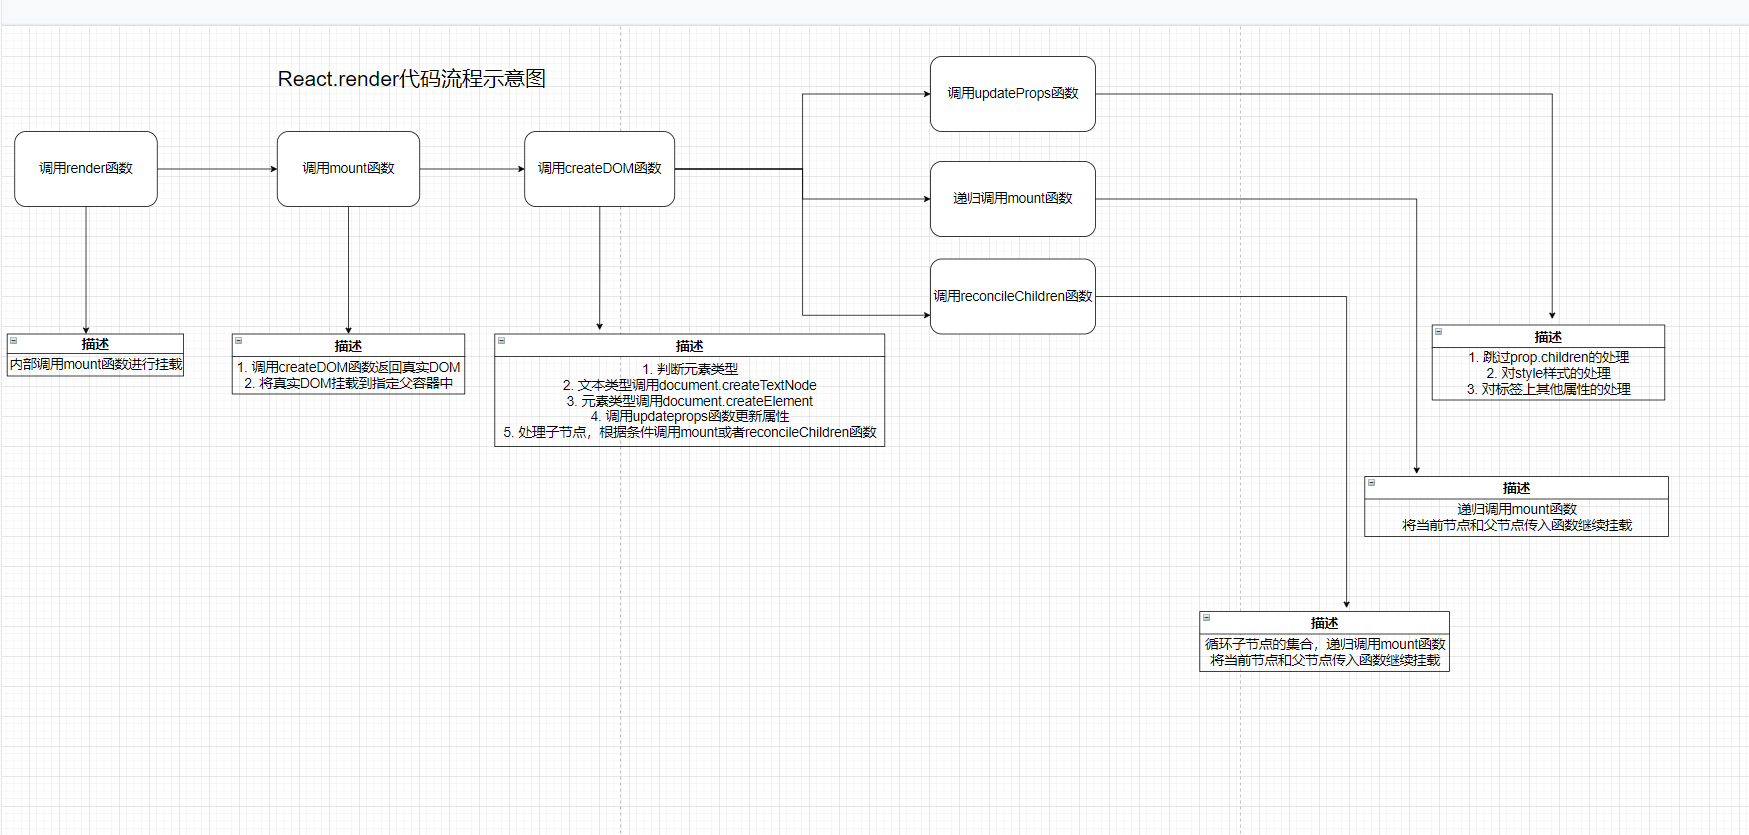 React.render代码流程示意图
调用render函数
调用mount函数
调用createDOM函数
调用updateProps函数
递归调用mount函数
调用reconcileChildren函数
描述
内部调用mount函数进行挂载
描述
1. 调用createDOM函数返回真实DOM
2. 将真实DOM挂载到指定父容器中
描述
1. 判断元素类型
2. 文本类型调用document.createTextNode
3. 元素类型调用document.createElement
4. 调用updateprops函数更新属性
5. 处理子节点，根据条件调用mount或者reconcileChildren函数
描述
1. 跳过prop.children的处理
2. 对style样式的处理
3. 对标签上其他属性的处理
描述
递归调用mount函数
将当前节点和父节点传入函数继续挂载
描述
循环子节点的集合，递归调用mount函数
将当前节点和父节点传入函数继续挂载